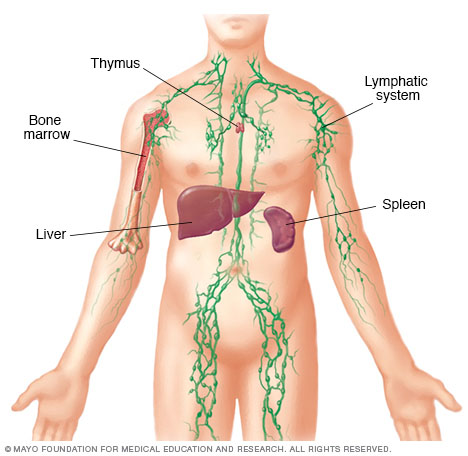 Thymus
Lymphatic
system
Bone
marrow
Spleen
Liver
© MAYO FOUNDATION FOR MEDICAL EDUCATION AND RESEARCH. ALL RIGHTS RESERVED.